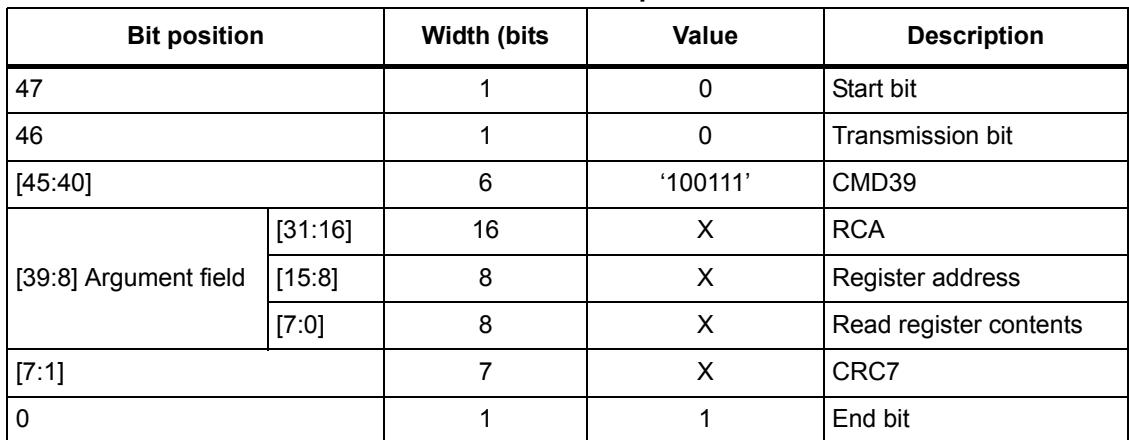 Bit position Width (bits Value Description
47 1 0 Start bit
46 1 0 Transmission bit
[45:40] 6 ‘100111’ CMD39
[39:8] Argument field [31:16] 16 X RCA
[15:8] 8 X Register address
[7:0] 8 X Read register contents
[7:1] 7 X CRC7
0 1 1 End bit